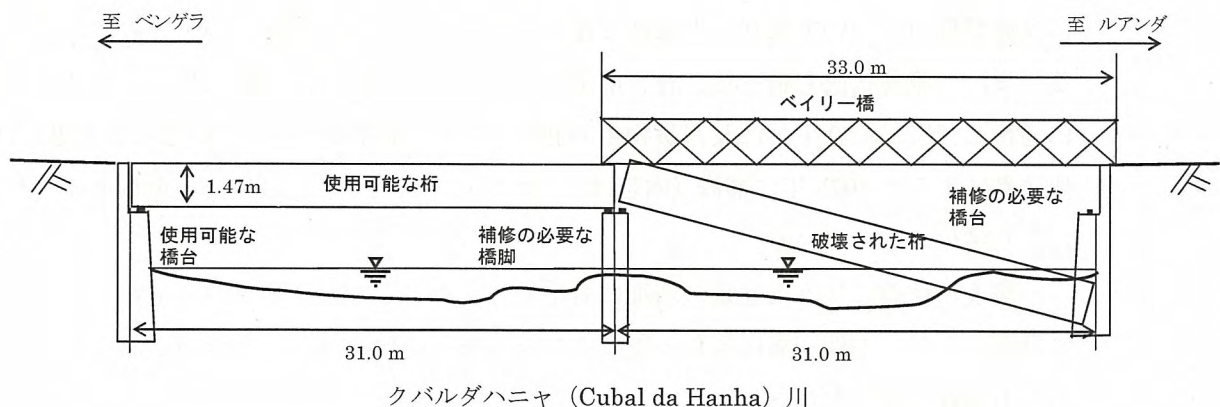 至 ベンゲラ
至 ルアンダ
33.0 m
ベイリー橋
1.47m
使用可能な桁
使用可能な
橋台
補修の必要な
橋脚
補修の必要な
橋台
破壊された桁
31.0 m
31.0 m
クバルダハニャ（Cubal da Hanha）川